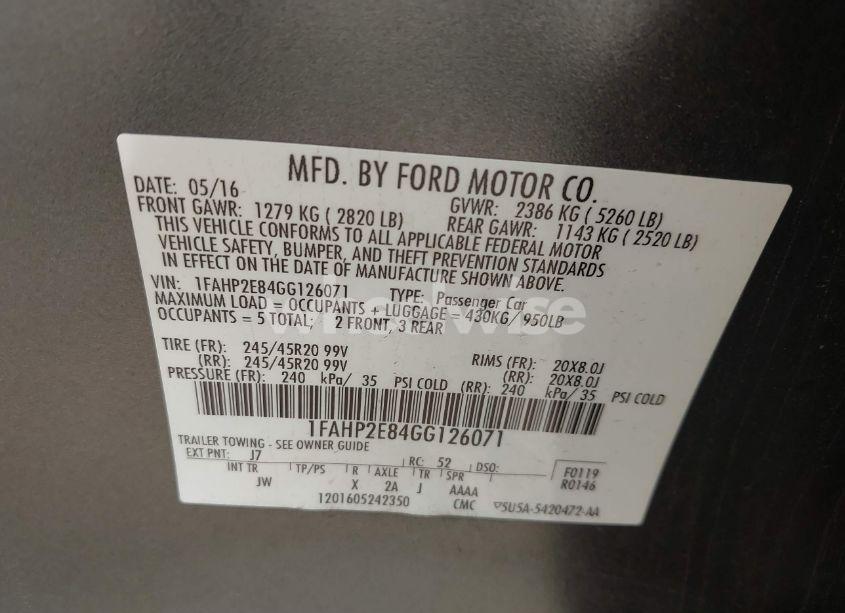 MFD. BY FORD MOTOR CO.
DATE: 05/16 GVWR: 2386 KG ( 5260 LB)
FRONT GAWR: 1279 KG ( 2820 LB) REAR GAWR: 1143 KG ( 2520 LB)
THIS VEHICLE CONFORMS TO ALL APPLICABLE FEDERAL MOTOR
VEHICLE SAFETY, BUMPER, AND THEFT PREVENTION STANDARDS
IN EFFECT ON THE DATE OF MANUFACTURE SHOWN ABOVE.
VIN: 1FAHP2E84GG126071 TYPE: Passenger Car
MAXIMUM LOAD = OCCUPANTS + LUGGAGE = 430KG/ 950LB
OCCUPANTS = 5 TOTAL; 2 FRONT, 3 REAR
TIRE (FR): 245/45R20 99V RIMS (FR): 20X8.0J
(RR): 245/45R20 99V (RR): 20X8.0J
PRESSURE (FR): 240 kPa/ 35 PSI COLD (RR): 240 kPa/ 35 PSI COLD
1FAHP2E84GG126071
TRAILER TOWING - SEE OWNER GUIDE
EXT PNT: J7 RC: 52 DSO: F0119
INT TR TP/PS R AXLE TR SPR R0146
JW X 2A J AAAA
1201605242350 CMC ▽5U5A-5420472-AA